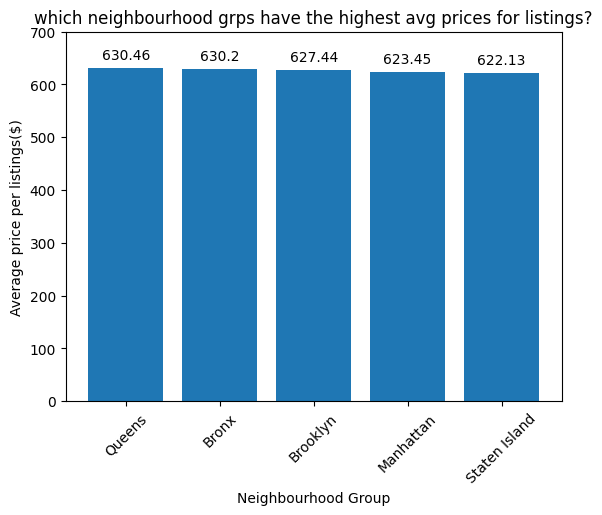 which neighbourhood grps have the highest avg prices for listings?
700
600
500
400
300
200
100
0
Average price per listings($)
630.46
630.2
627.44
623.45
622.13
Queens
Bronx
Brooklyn
Manhattan
Staten Island
Neighbourhood Group